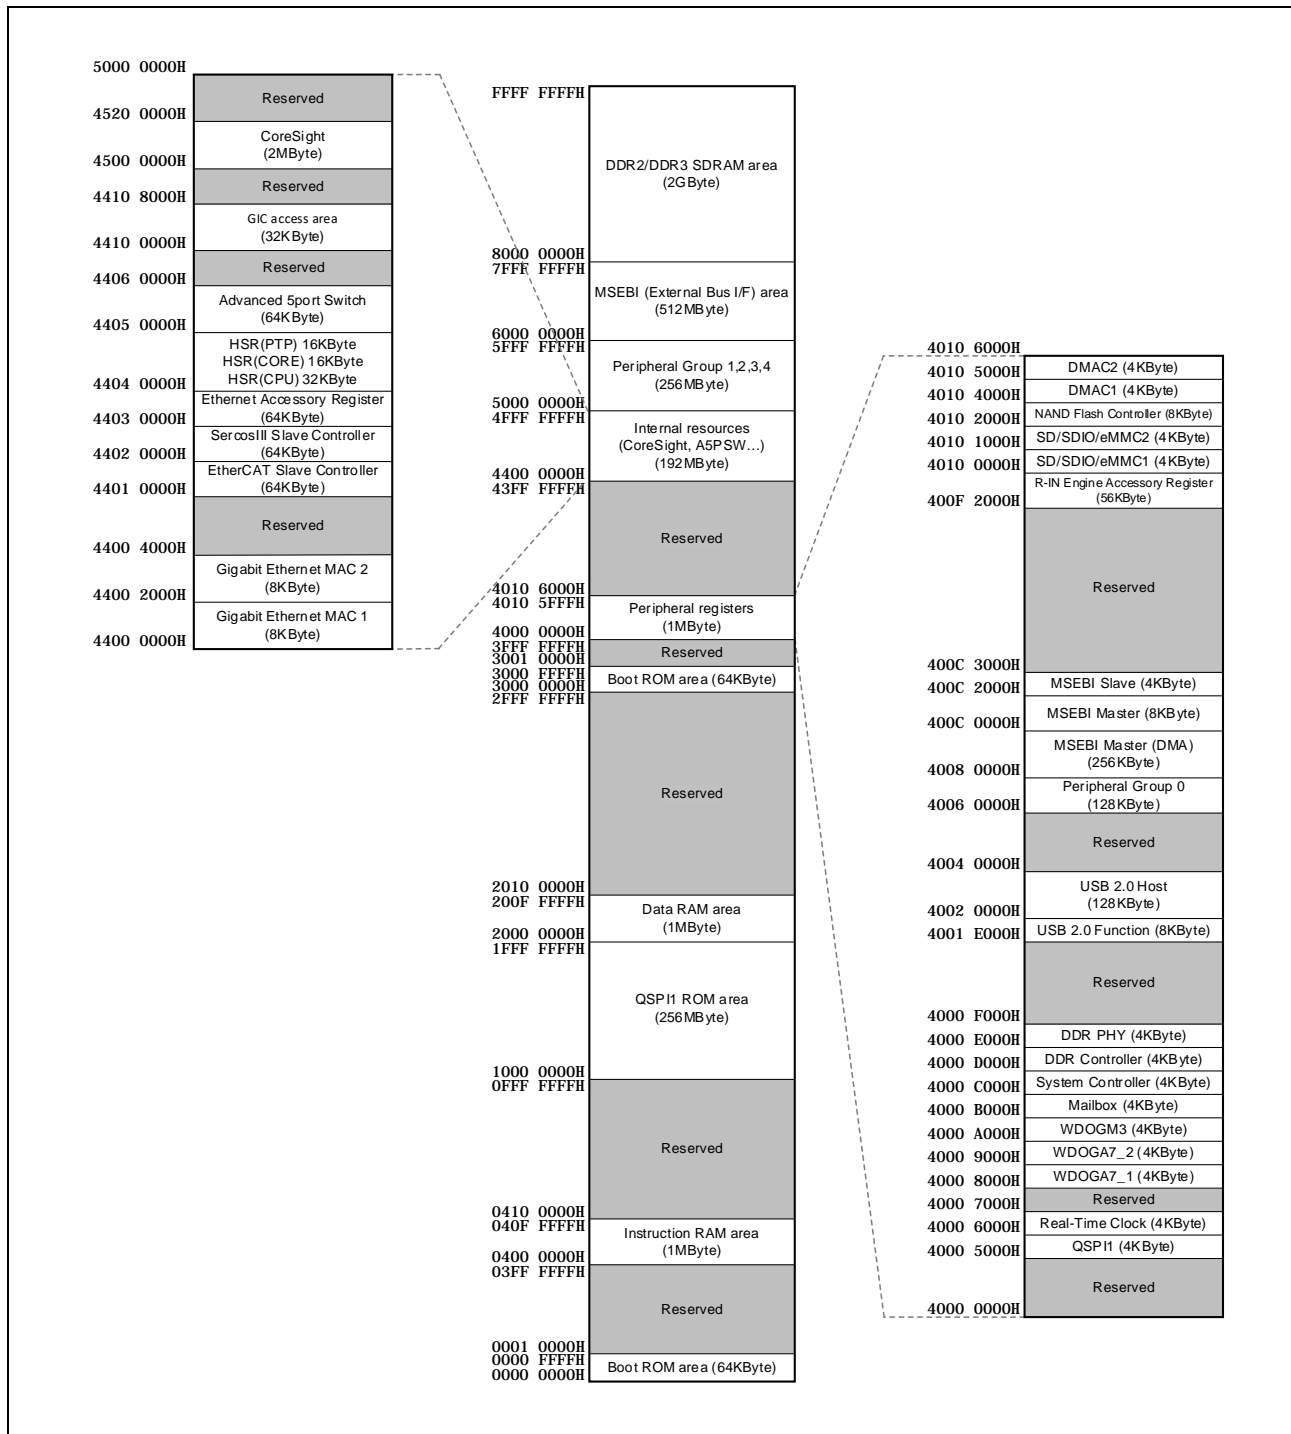 5000 0000H
Reserved
4520 0000H
CoreSight
(2MByte)
4500 0000H
Reserved
4410 8000H
GIC access area
(32KByte)
4410 0000H
Reserved
4406 0000H
Advanced 5port Switch
(64KByte)
4405 0000H
HSR(PTP) 16KByte
HSR(CORE) 16KByte
HSR(CPU) 32KByte
4404 0000H
Ethernet Accessory Register
(64KByte)
4403 0000H
SercosIII Slave Controller
(64KByte)
4402 0000H
EtherCAT Slave Controller
(64KByte)
4401 0000H
Reserved
4400 4000H
Gigabit Ethernet MAC 2
(8KByte)
4400 2000H
Gigabit Ethernet MAC 1
(8KByte)
4400 0000H
FFFF FFFFH
DDR2/DDR3 SDRAM area
(2GByte)
8000 0000H
7FFF FFFFH
MSEBI (External Bus I/F) area
(512MByte)
6000 0000H
5FFF FFFFH
Peripheral Group 1,2,3,4
(256MByte)
5000 0000H
4FFF FFFFH
Internal resources
(CoreSight, A5PSW...)
(192MByte)
4400 0000H
43FF FFFFH
Reserved
4010 6000H
4010 5FFFH
Peripheral registers
(1MByte)
4000 0000H
3FFF FFFFH
Reserved
3001 0000H
3000 FFFFH
Boot ROM area (64KByte)
3000 0000H
2FFF FFFFH
Reserved
2010 0000H
200F FFFFH
Data RAM area
(1MByte)
2000 0000H
1FFF FFFFH
QSPI1 ROM area
(256MByte)
1000 0000H
0FFF FFFFH
Reserved
0410 0000H
040F FFFFH
Instruction RAM area
(1MByte)
0400 0000H
03FF FFFFH
Reserved
0001 0000H
0000 FFFFH
Boot ROM area (64KByte)
0000 0000H
4010 6000H
DMAC2 (4KByte)
4010 5000H
DMAC1 (4KByte)
4010 4000H
NAND Flash Controller (8KByte)
4010 2000H
SD/SDIO/eMMC2 (4KByte)
4010 1000H
SD/SDIO/eMMC1 (4KByte)
4010 0000H
R-IN Engine Accessory Register
(56KByte)
400F 2000H
Reserved
400C 3000H
MSEBI Slave (4KByte)
400C 2000H
MSEBI Master (8KByte)
400C 0000H
MSEBI Master (DMA)
(256KByte)
4008 0000H
Peripheral Group 0
(128KByte)
4006 0000H
Reserved
4004 0000H
USB 2.0 Host
(128KByte)
4002 0000H
USB 2.0 Function (8KByte)
4001 E000H
Reserved
4000 F000H
DDR PHY (4KByte)
4000 E000H
DDR Controller (4KByte)
4000 D000H
System Controller (4KByte)
4000 C000H
Mailbox (4KByte)
4000 B000H
WDOGM3 (4KByte)
4000 A000H
WDOGA7_2 (4KByte)
4000 9000H
WDOGA7_1 (4KByte)
4000 8000H
Reserved
4000 7000H
Real-Time Clock (4KByte)
4000 6000H
QSPI1 (4KByte)
4000 5000H
Reserved
4000 0000H